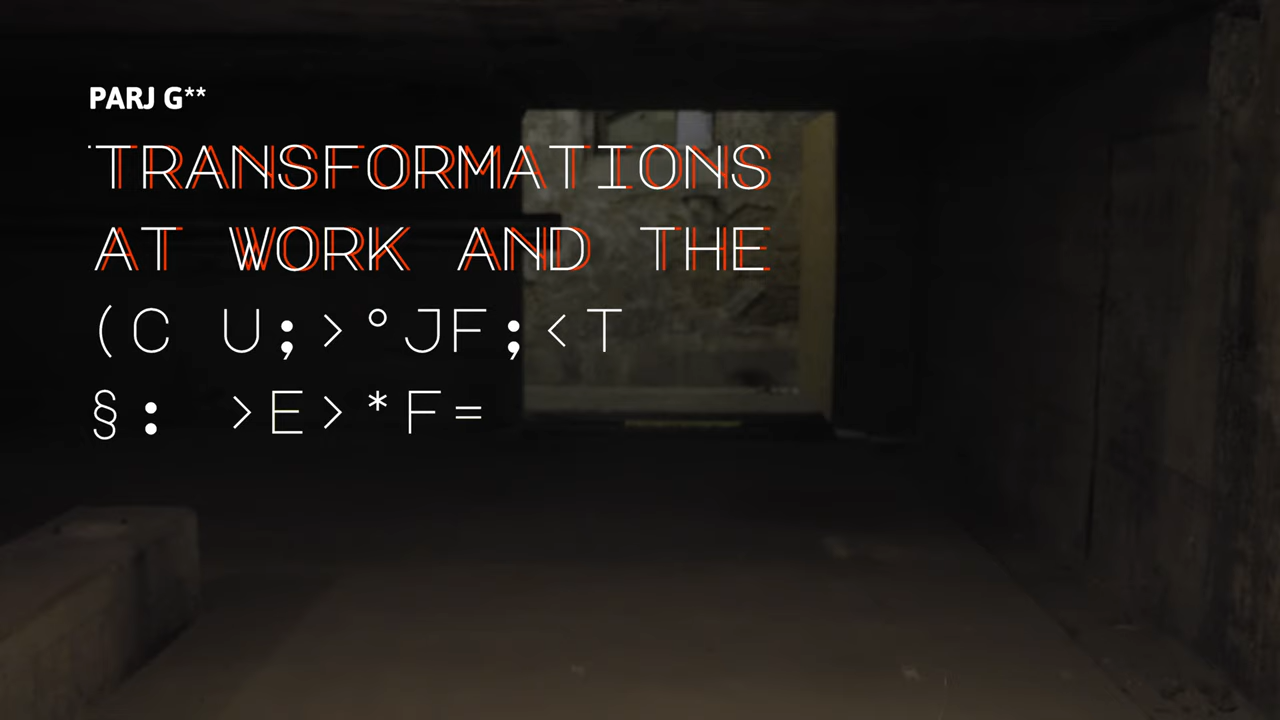 PARJ G**
TRANSFORMATIONS
AT WORK AND THE
(C U;>°JF;<T
§: >E>*F=